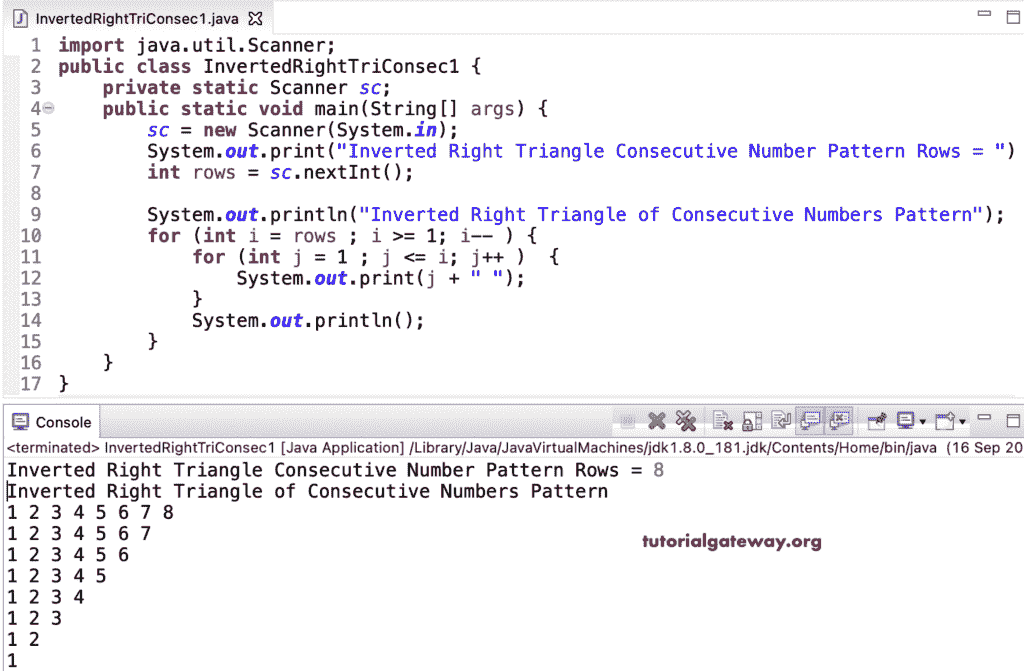 InvertedRightTriConsec1.java
1 import java.util.Scanner;
2 public class InvertedRightTriConsec1 {
3     private static Scanner sc;
4     public static void main(String[] args) {
5         sc = new Scanner(System.in);
6         System.out.print("Inverted Right Triangle Consecutive Number Pattern Rows = ")
7         int rows = sc.nextInt();
8
9         System.out.println("Inverted Right Triangle of Consecutive Numbers Pattern");
10         for (int i = rows ; i >= 1; i-- ) {
11             for (int j = 1 ; j <= i; j++ )  {
12                 System.out.print(j + " ");
13             }
14             System.out.println();
15         }
16     }
17 }
Console
<terminated> InvertedRightTriConsec1 [Java Application] /Library/Java/JavaVirtualMachines/jdk1.8.0_181.jdk/Contents/Home/bin/java (16 Sep 20
Inverted Right Triangle Consecutive Number Pattern Rows = 8
Inverted Right Triangle of Consecutive Numbers Pattern
1 2 3 4 5 6 7 8
1 2 3 4 5 6 7
1 2 3 4 5 6
1 2 3 4 5
1 2 3 4
1 2 3
1 2
1
tutorialgateway.org